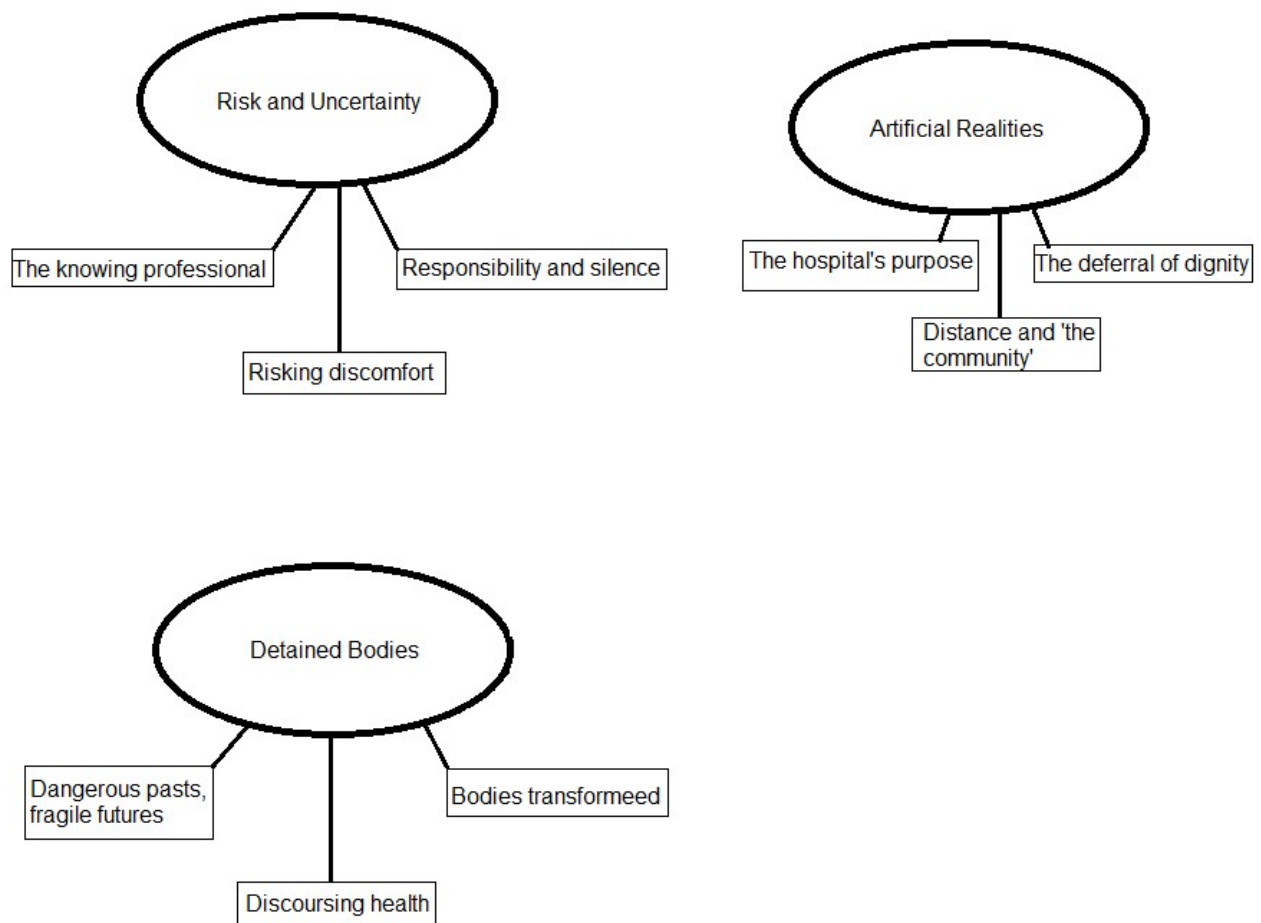 Risk and Uncertainty
The knowing professional
Responsibility and silence
Risking discomfort
Artificial Realities
The hospital's purpose
The deferral of dignity
Distance and 'the
community'
Detained Bodies
Dangerous pasts,
fragile futures
Bodies transformeed
Discoursing health